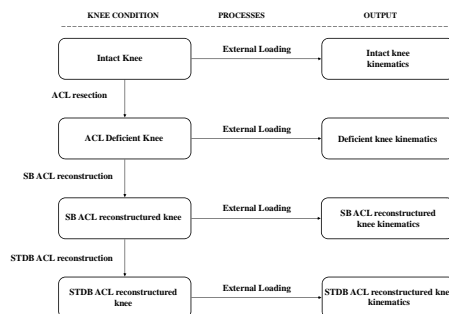 KNEE CONDITION PROCESSES OUTPUT
Intact Knee
External Loading
Intact knee
kinematics
ACL resection
ACL Deficient Knee
External Loading
Deficient knee kinematics
SB ACL reconstruction
SB ACL reconstructured knee
External Loading
SB ACL reconstructured
knee kinematics
STDB ACL reconstruction
STDB ACL reconstructured
knee
External Loading
STDB ACL reconstructured knee
kinematics